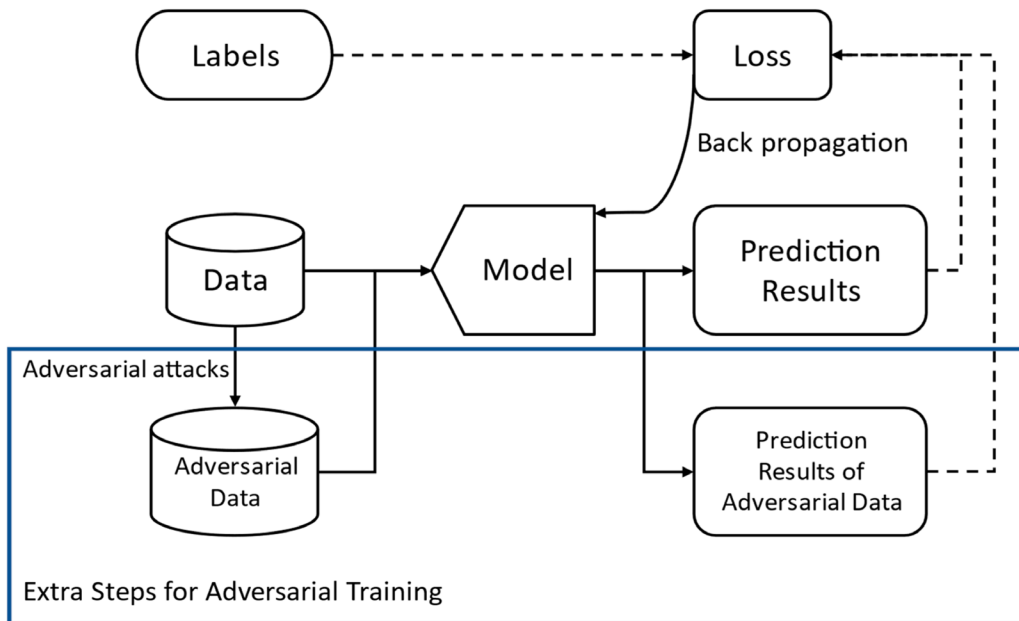 Labels
Loss
Back propagation
Data
Model
Prediction
Results
Adversarial attacks
Adversarial
Data
Prediction
Results of
Adversarial Data
Extra Steps for Adversarial Training